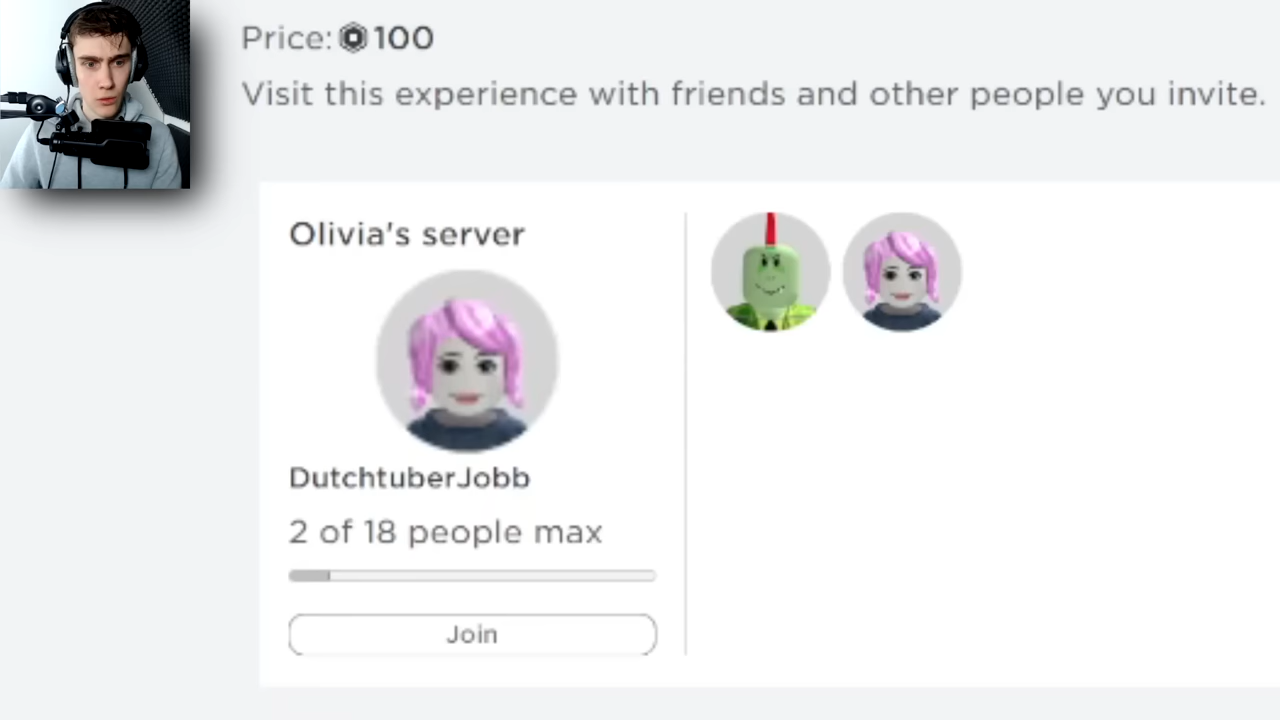 Price: 100
Visit this experience with friends and other people you invite.
Olivia's server
DutchtuberJobb
2 of 18 people max
Join